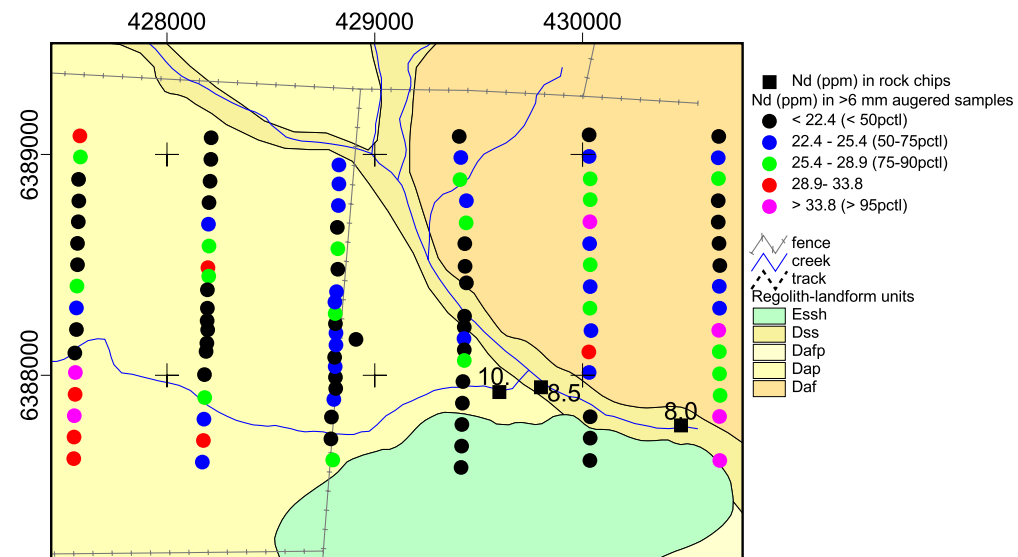 428000 429000 430000
6389000
6388000
10.
8.5
8.0
Nd (ppm) in rock chips
Nd (ppm) in >6 mm augered samples
< 22.4 (< 50pctl)
22.4 - 25.4 (50-75pctl)
25.4 - 28.9 (75-90pctl)
28.9- 33.8
> 33.8 (> 95pctl)
fence
creek
track
Regolith-landform units
Essh
Dss
Dafp
Dap
Daf